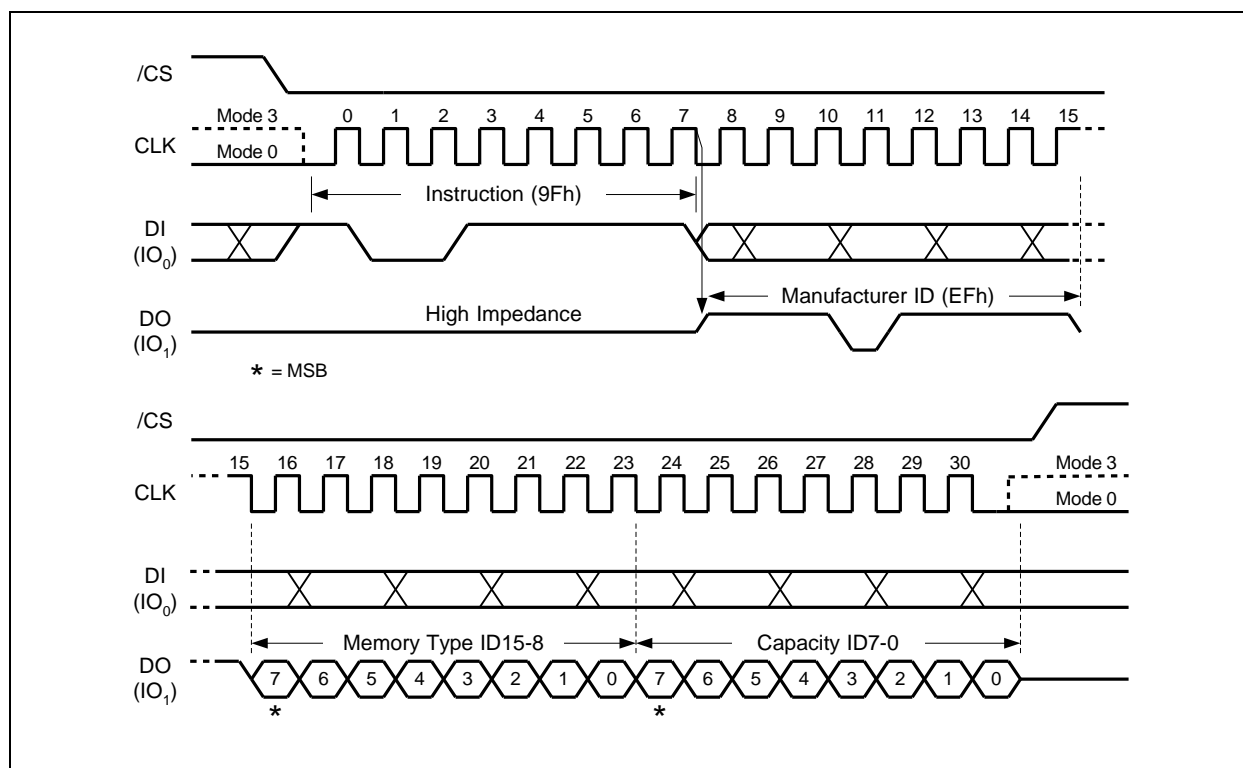 /CS
Mode 3 0 1 2 3 4 5 6 7 8 9 10 11 12 13 14 15
CLK
Mode 0
Instruction (9Fh)
DI
(IO0)
Manufacturer ID (EFh)
High Impedance
DO
(IO1)
* = MSB
/CS
15 16 17 18 19 20 21 22 23 24 25 26 27 28 29 30 Mode 3
CLK
Mode 0
DI
(IO0)
Memory Type ID15-8 Capacity ID7-0
DO
7 6 5 4 3 2 1 0 7 6 5 4 3 2 1 0
(IO1)
* *